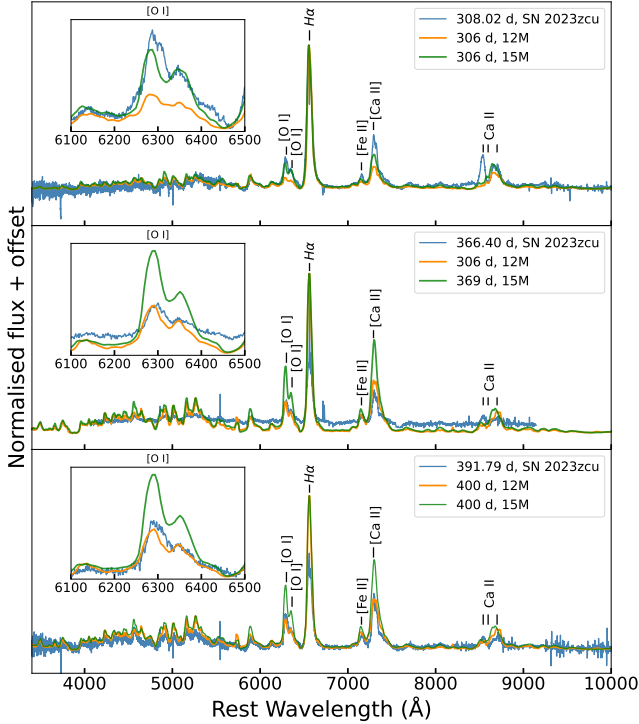 [O I]
6100 6200 6300 6400 6500
Hα
[O I]
[O I]
[Fe II]
[Ca II]
Ca II
308.02 d, SN 2023zcu
306 d, 12M
306 d, 15M
[O I]
6100 6200 6300 6400 6500
Hα
[O I]
[O I]
[Fe II]
[Ca II]
Ca II
366.40 d, SN 2023zcu
306 d, 12M
369 d, 15M
[O I]
6100 6200 6300 6400 6500
Hα
[O I]
[O I]
[Fe II]
[Ca II]
Ca II
391.79 d, SN 2023zcu
400 d, 12M
400 d, 15M
Normalised flux + offset
4000 5000 6000 7000 8000 9000 10000
Rest Wavelength (Å)